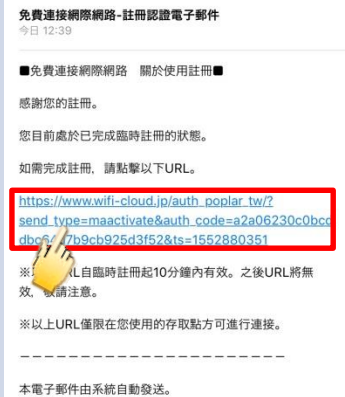 免費連接網際網路-註冊認證電子郵件
今日 12:39
■免費連接網際網路　關於使用註冊■
感謝您的註冊。
您目前處於已完成臨時註冊的狀態。
如需完成註冊，請點擊以下URL。
https://www.wifi-cloud.jp/auth_poplar_tw/?
send_type=maactivate&auth_code=a2a06230c0bcd
7b9cb925d3f52&ts=1552880351
※ 自臨時註冊起10分鐘內有效。之後URL將無
效，敬請注意。
※以上URL僅限在您使用的存取點方可進行連接。
－－－－－－－－－－－－－－－－－－－－－－
本電子郵件由系統自動發送。